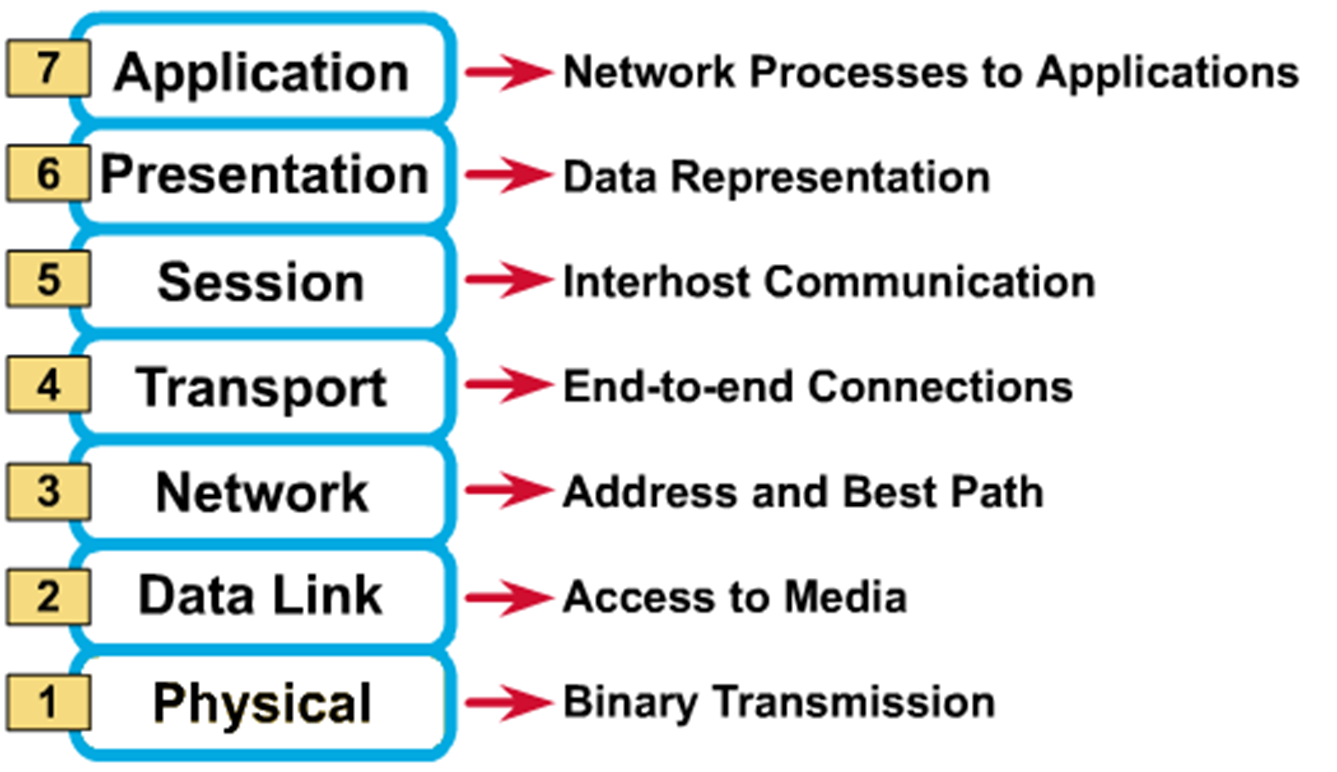 7 Application Network Processes to Applications
6 Presentation Data Representation
5 Session Interhost Communication
4 Transport End-to-end Connections
3 Network Address and Best Path
2 Data Link Access to Media
1 Physical Binary Transmission